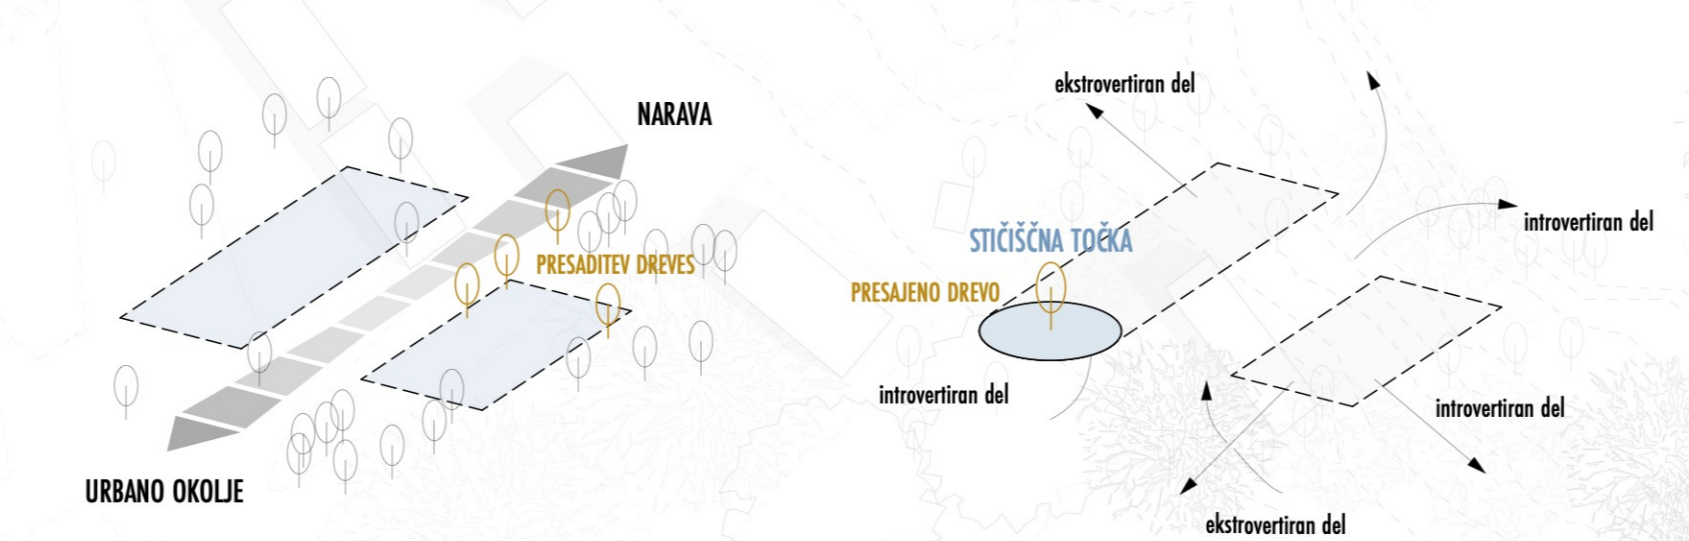 NARAVA
PRESADITEV DREVES
URBANO OKOLJE
ekstrovertiran del
introvertiran del
STIČIŠČNA TOČKA
PRESAJENO DREVO
introvertiran del
introvertiran del
ekstrovertiran del